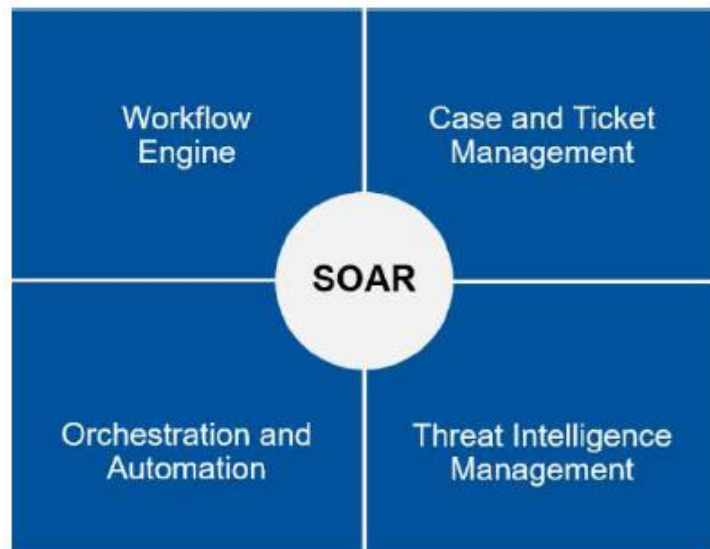 Workflow
Engine
Case and Ticket
Management
SOAR
Orchestration and
Automation
Threat Intelligence
Management